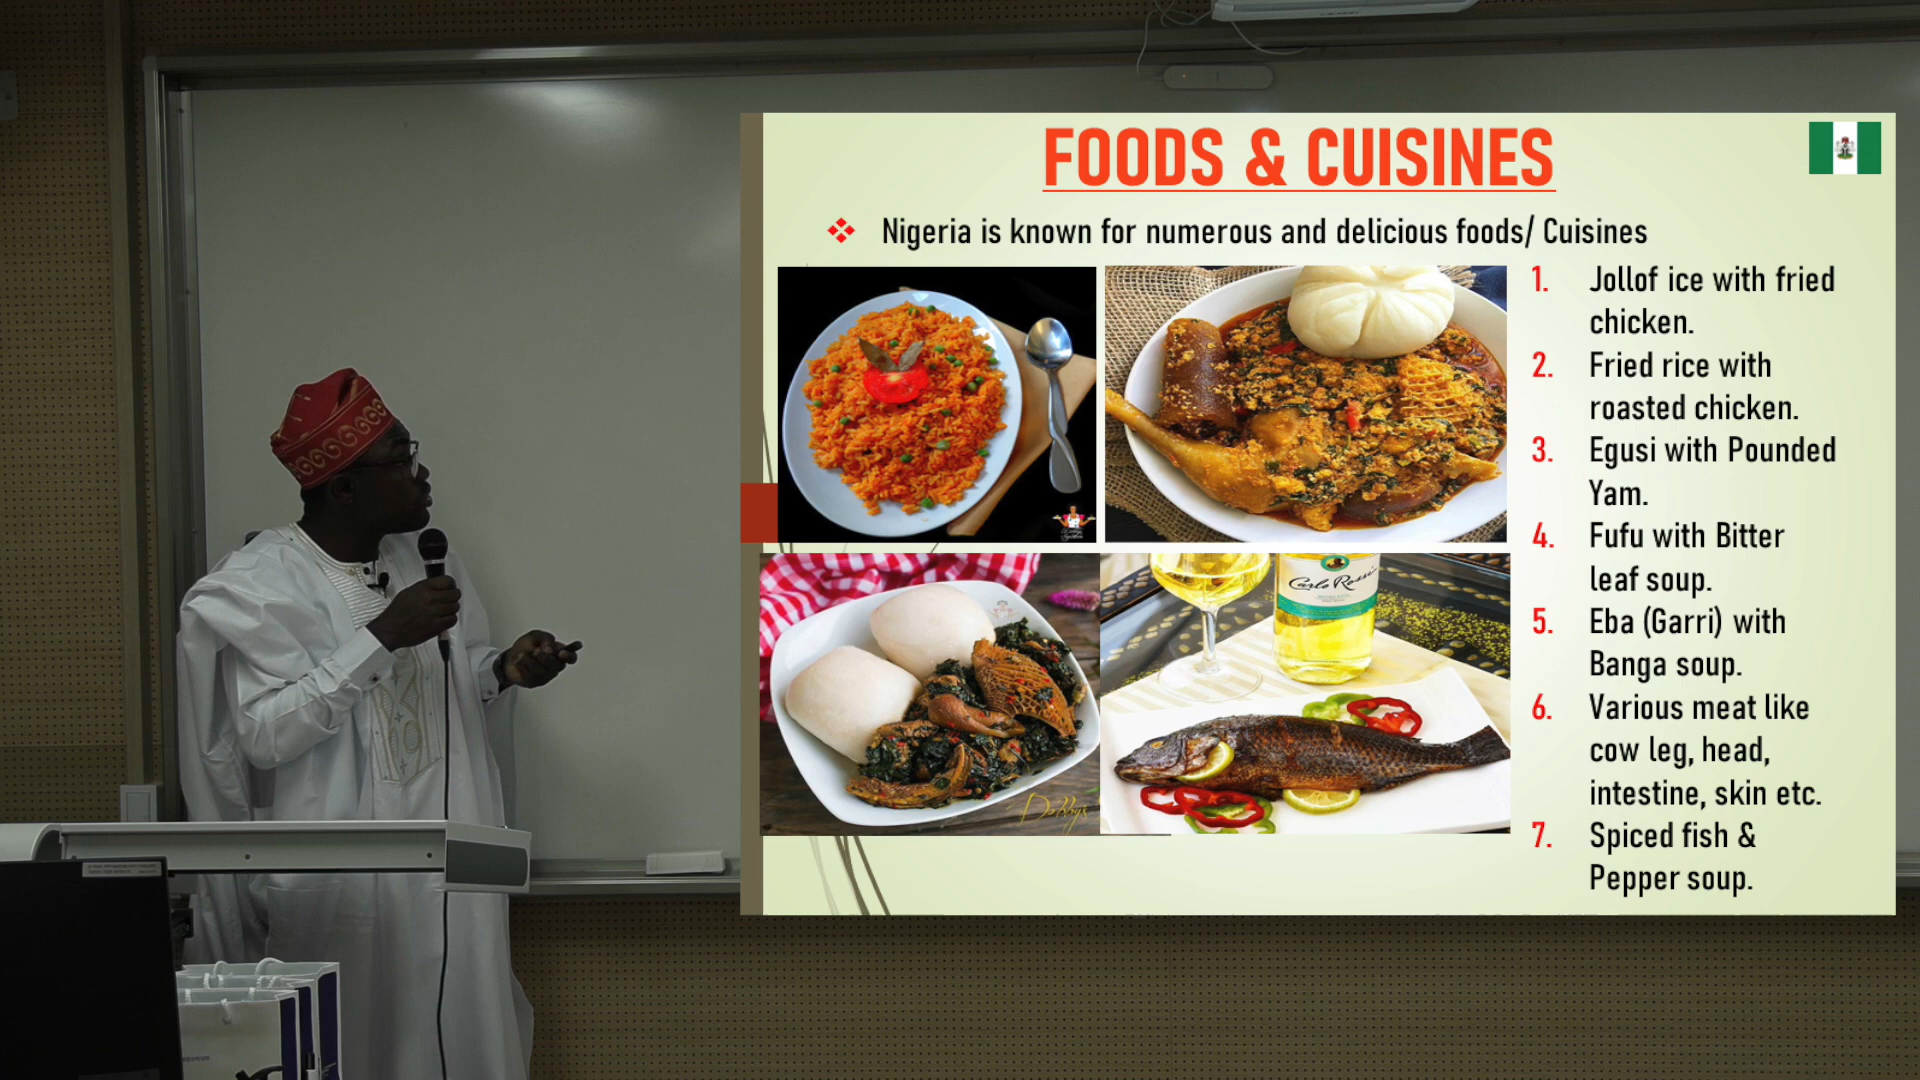 FOODS & CUISINES
Nigeria is known for numerous and delicious foods/ Cuisines
1. Jollof ice with fried
chicken.
2. Fried rice with
roasted chicken.
3. Egusi with Pounded
Yam.
4. Fufu with Bitter
leaf soup.
5. Eba (Garri) with
Banga soup.
6. Various meat like
cow leg, head,
intestine, skin etc.
7. Spiced fish &
Pepper soup.
Carlo Rossi